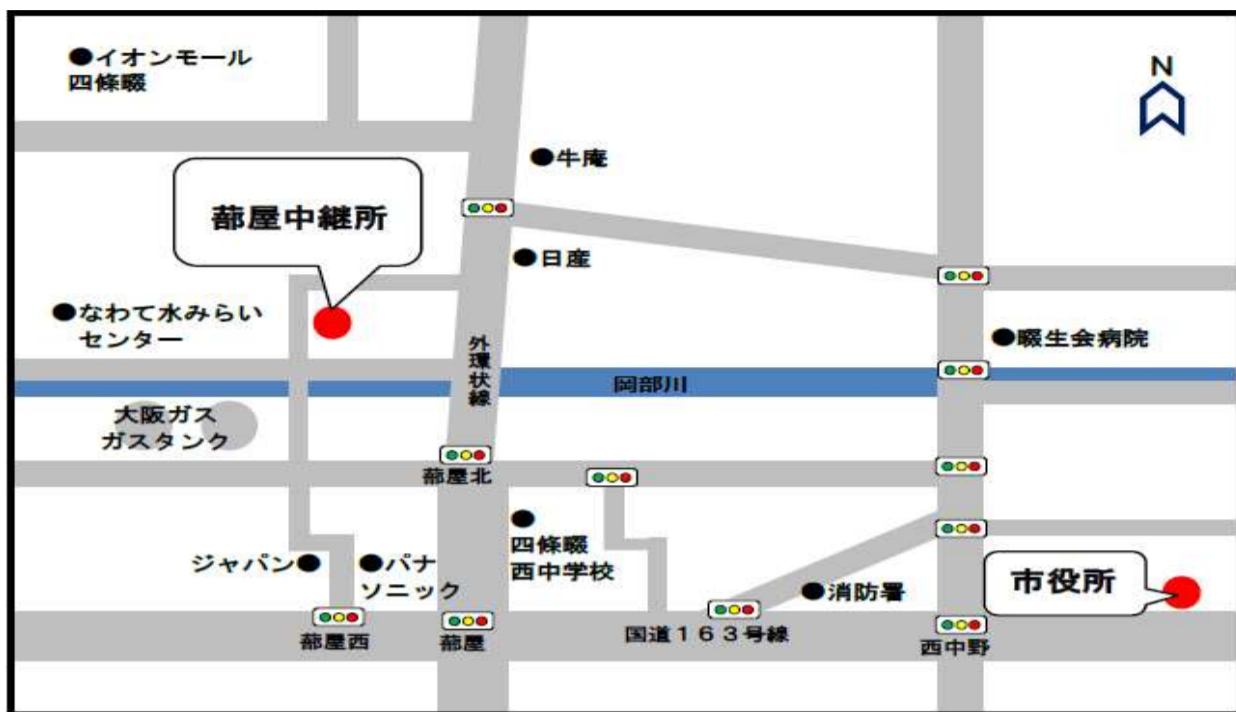 ●イオンモール
四條畷
N
●牛庵
蔀屋中継所
●日産
●なわて水みらい
センター
外環状線
●畷生会病院
岡部川
大阪ガス
ガスタンク
蔀屋北
●
四條畷
西中学校
ジャパン●
●パナ
ソニック
●消防署
市役所
蔀屋西
蔀屋
国道163号線
西中野